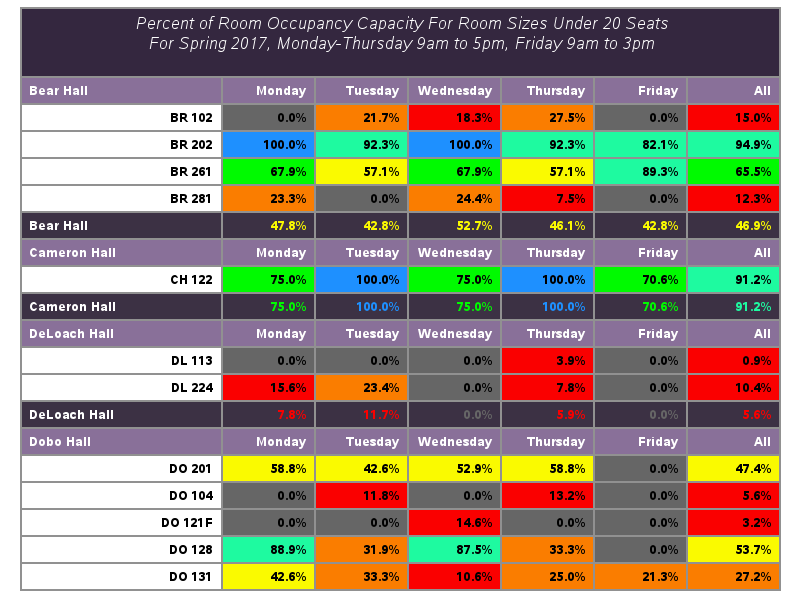 Percent of Room Occupancy Capacity For Room Sizes Under 20 Seats
For Spring 2017, Monday-Thursday 9am to 5pm, Friday 9am to 3pm
Bear Hall Monday Tuesday Wednesday Thursday Friday All
BR 102 0.0% 21.7% 18.3% 27.5% 0.0% 15.0%
BR 202 100.0% 92.3% 100.0% 92.3% 82.1% 94.9%
BR 261 67.9% 57.1% 67.9% 57.1% 89.3% 65.5%
BR 281 23.3% 0.0% 24.4% 7.5% 0.0% 12.3%
Bear Hall 47.8% 42.8% 52.7% 46.1% 42.8% 46.9%
Cameron Hall Monday Tuesday Wednesday Thursday Friday All
CH 122 75.0% 100.0% 75.0% 100.0% 70.6% 91.2%
Cameron Hall 75.0% 100.0% 75.0% 100.0% 70.6% 91.2%
DeLoach Hall Monday Tuesday Wednesday Thursday Friday All
DL 113 0.0% 0.0% 0.0% 3.9% 0.0% 0.9%
DL 224 15.6% 23.4% 0.0% 7.8% 0.0% 10.4%
DeLoach Hall 7.8% 11.7% 0.0% 5.9% 0.0% 5.6%
Dobo Hall Monday Tuesday Wednesday Thursday Friday All
DO 201 58.8% 42.6% 52.9% 58.8% 0.0% 47.4%
DO 104 0.0% 11.8% 0.0% 13.2% 0.0% 5.6%
DO 121F 0.0% 0.0% 14.6% 0.0% 0.0% 3.2%
DO 128 88.9% 31.9% 87.5% 33.3% 0.0% 53.7%
DO 131 42.6% 33.3% 10.6% 25.0% 21.3% 27.2%